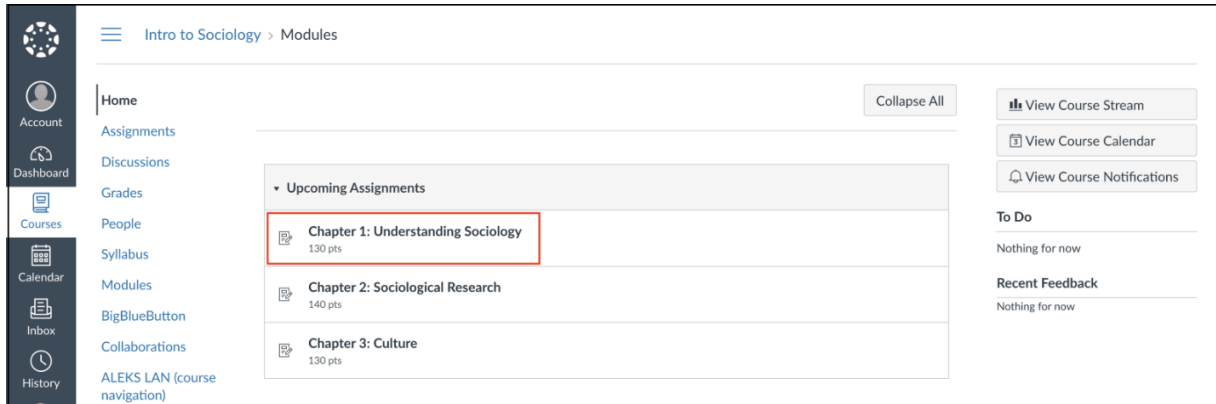 Intro to Sociology > Modules
Account
Dashboard
Courses
Calendar
Inbox
History
Home
Assignments
Discussions
Grades
People
Syllabus
Modules
BigBlueButton
Collaborations
ALEKS LAN (course
navigation)
Collapse All
Upcoming Assignments
Chapter 1: Understanding Sociology
130 pts
Chapter 2: Sociological Research
140 pts
Chapter 3: Culture
130 pts
View Course Stream
3 View Course Calendar
View Course Notifications
To Do
Nothing for now
Recent Feedback
Nothing for now